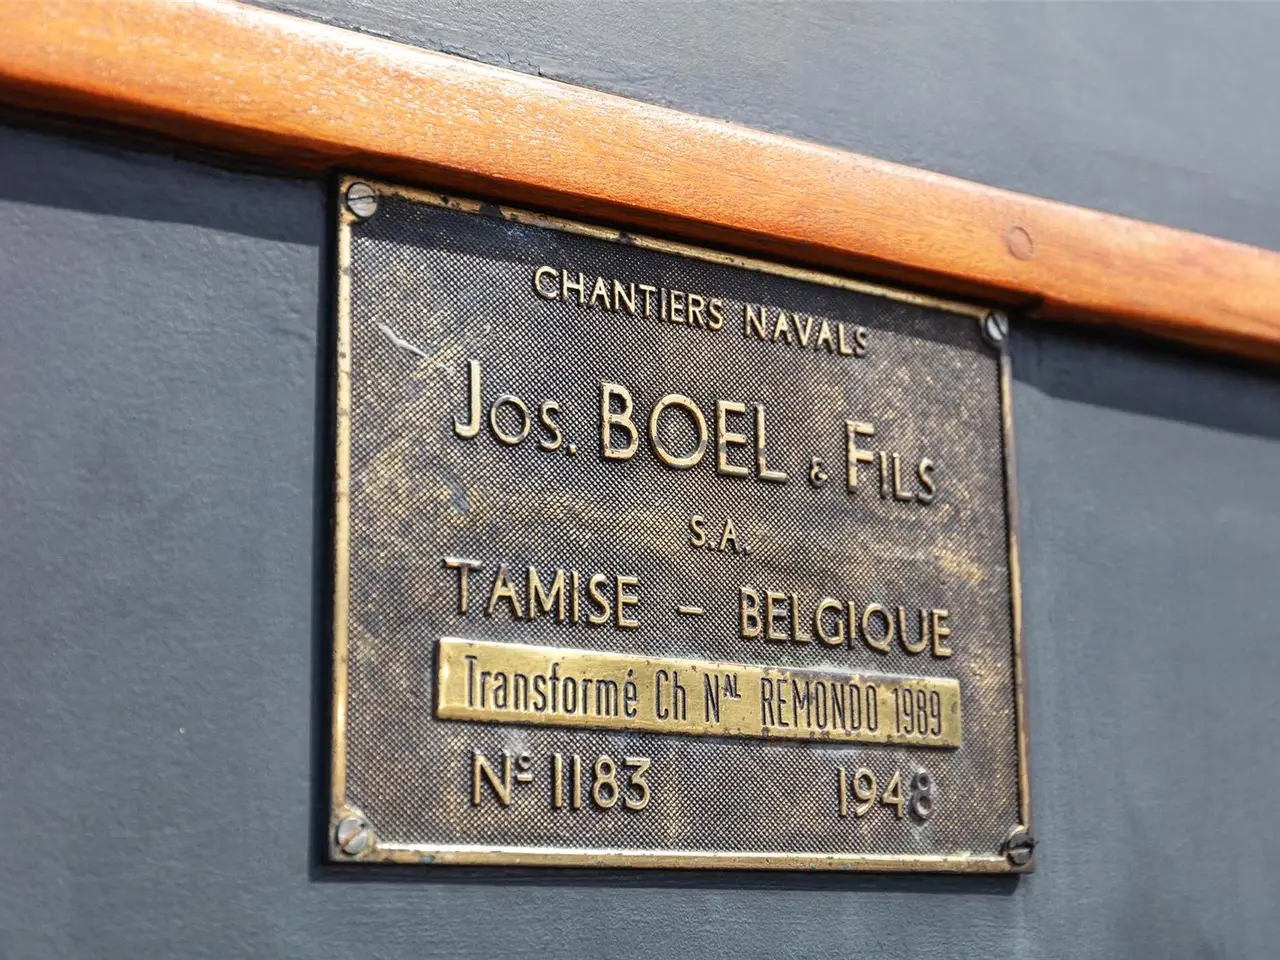 CHANTIERS NAVALS
Jos. BOEL & FILS
S.A.
TAMISE - BELGIQUE
Transformé Ch NAL REMONDO 1989
Nº 1183 1948